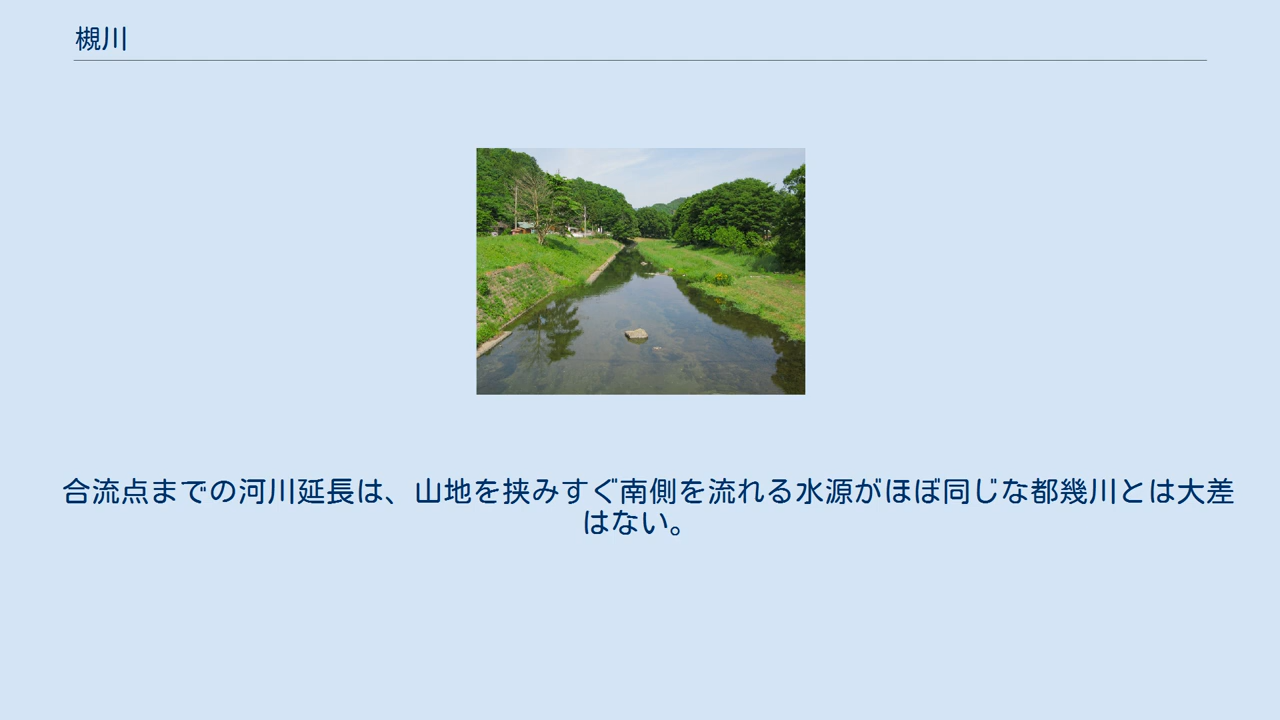 槻川
合流点までの河川延長は、山地を挟みすぐ南側を流れる水源がほぼ同じな都幾川とは大差
はない。